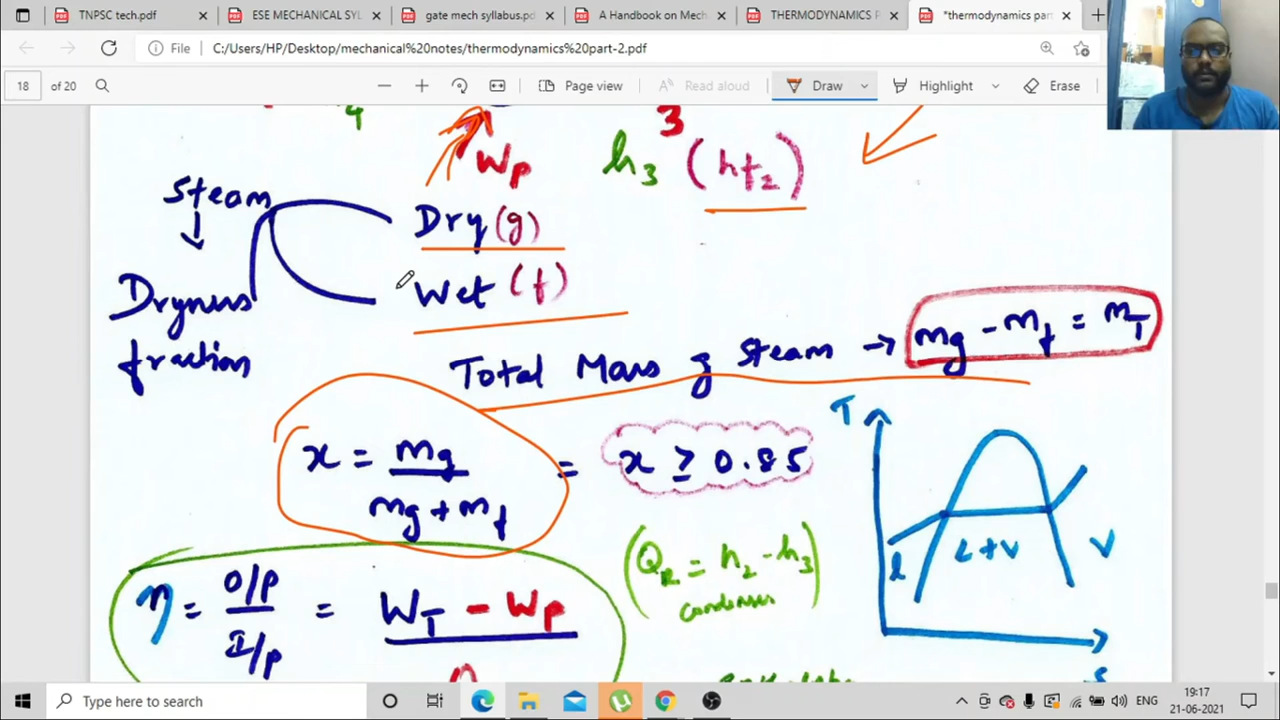 TNPSC tech.pdf
ESE MECHANICAL SYL
gate mech syllabus.pd
A Handbook on Mech
THERMODYNAMICS P
*thermodynamics par
File
C:/Users/HP/Desktop/mechanical%20notes/thermodynamics%20part-2.pdf
18 of 20
Page view
Read aloud
Draw
Highlight
Erase
4
Wp
3
h3 (hf2)
Steam
Dry (g)
Wet (f)
Dryness
fraction
Total Mass of steam → mg - mf = mT
x = mg / mg + mf = x ≥ 0.85
T
l
L+V
V
S
QR = h2 - h3
condenser
η = O/P / I/P = WT - WP
Type here to search
ENG
19:17
21-06-2021